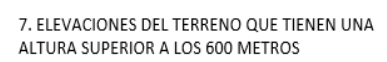 7. ELEVACIONES DEL TERRENO QUE TIENEN UNA
ALTURA SUPERIOR A LOS 600 METROS